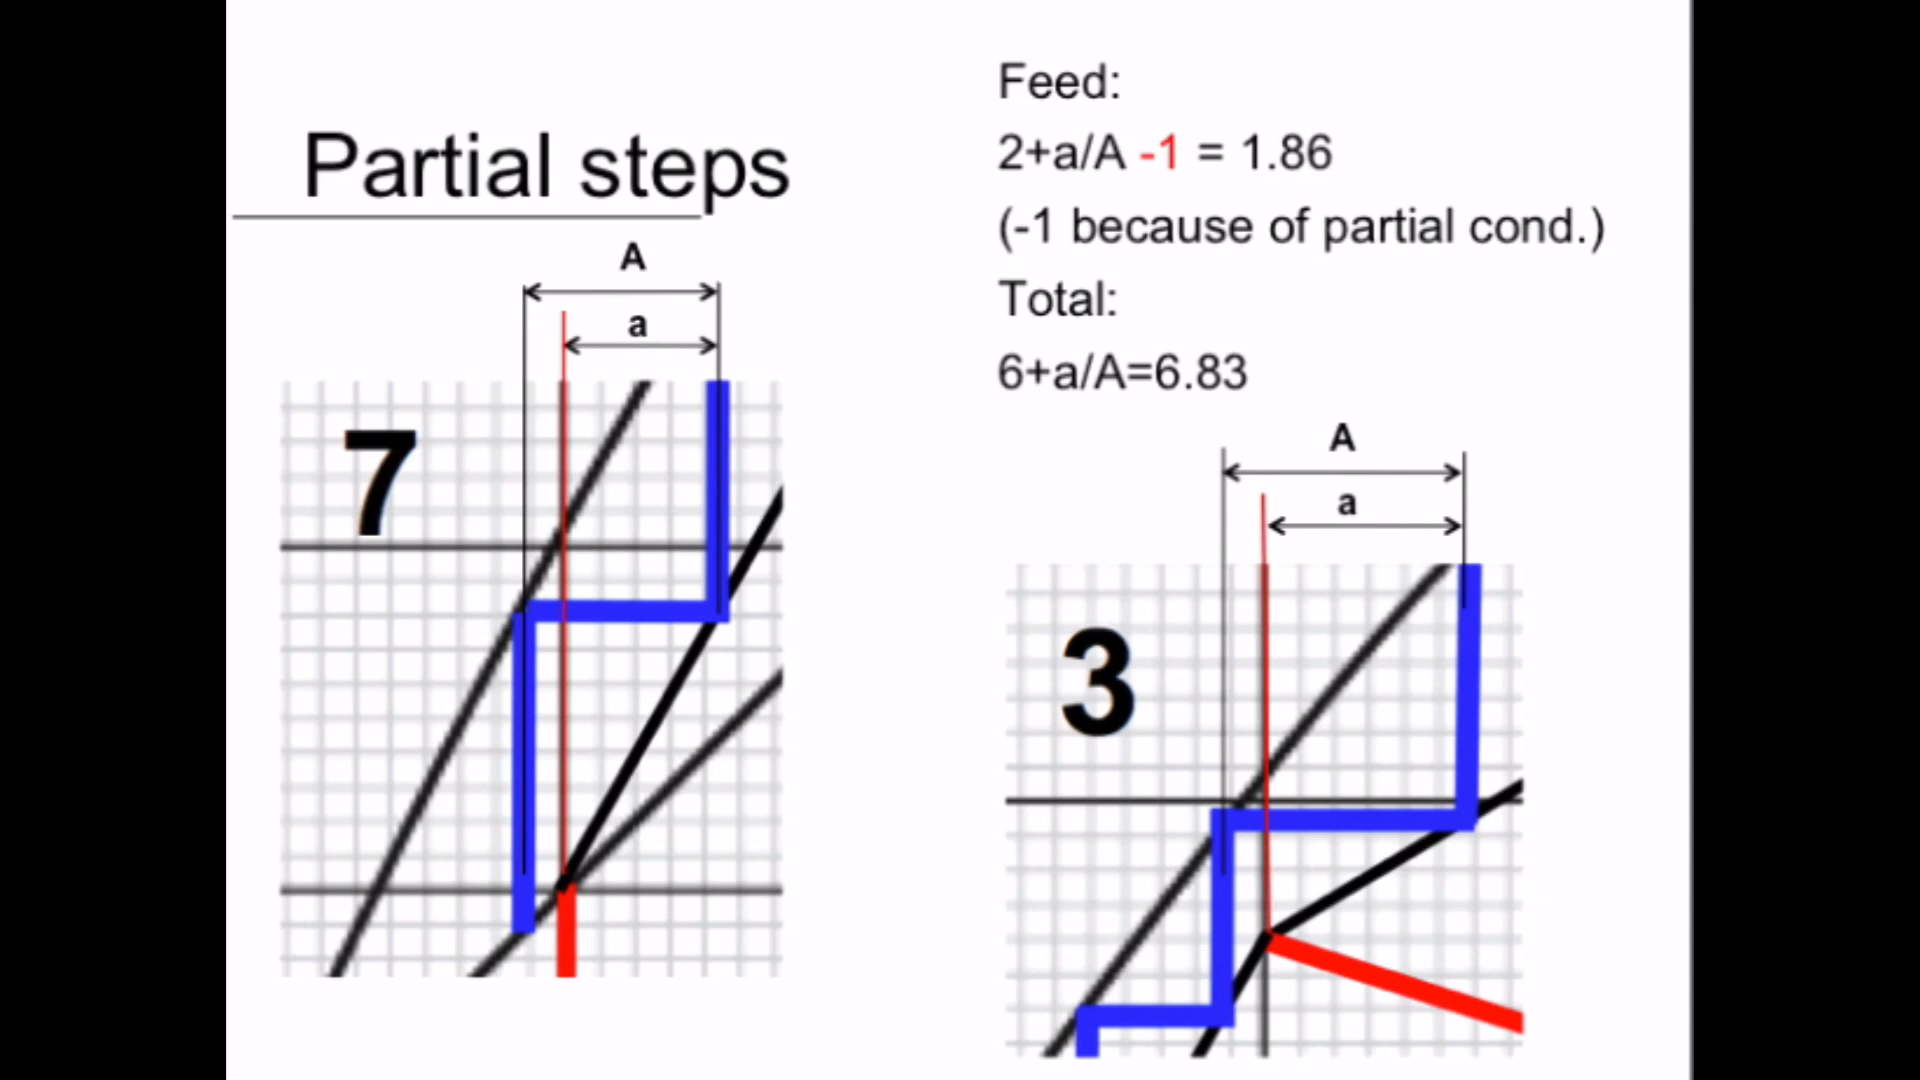 Partial steps
Feed:
2+a/A -1 = 1.86
(-1 because of partial cond.)
Total:
6+a/A=6.83
A
a
7
A
a
3